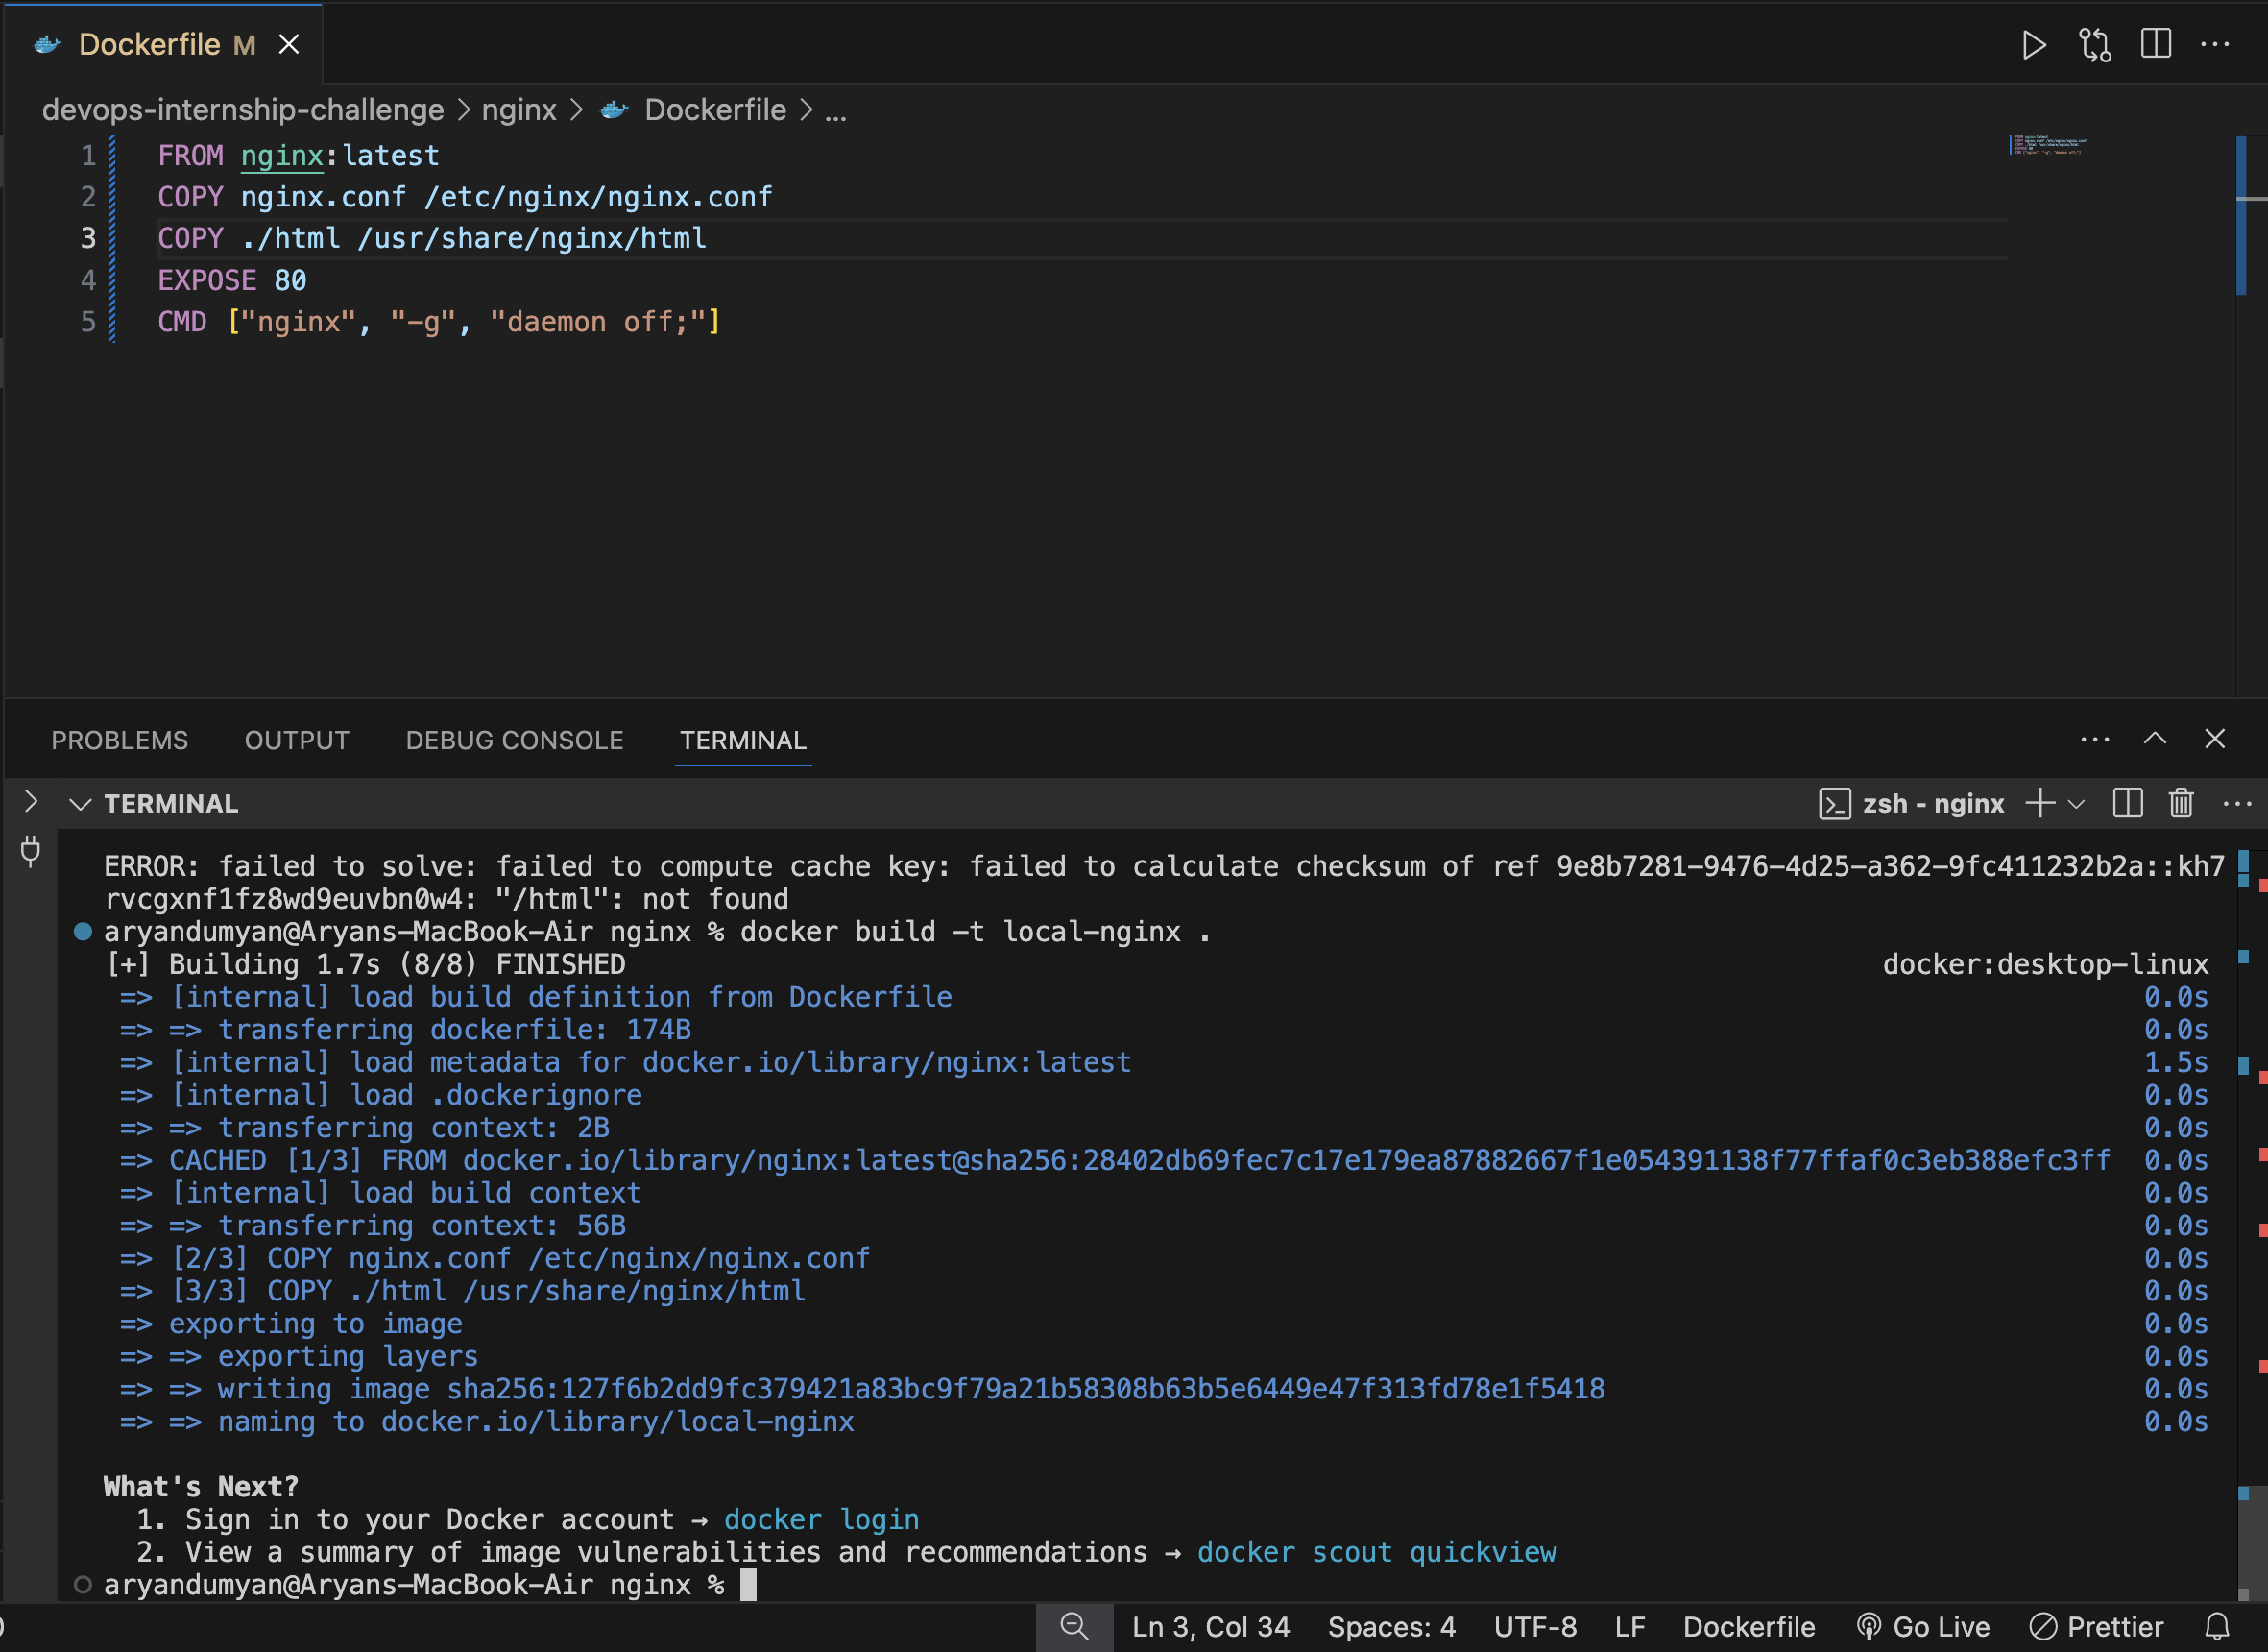 Dockerfile M
devops-internship-challenge > nginx > Dockerfile > ...
1 FROM nginx:latest
2 COPY nginx.conf /etc/nginx/nginx.conf
3 COPY ./html /usr/share/nginx/html
4 EXPOSE 80
5 CMD ["nginx", "-g", "daemon off;"]
PROBLEMS OUTPUT DEBUG CONSOLE TERMINAL
TERMINAL zsh - nginx
ERROR: failed to solve: failed to compute cache key: failed to calculate checksum of ref 9e8b7281-9476-4d25-a362-9fc411232b2a::kh7
rvcgxnf1fz8wd9euvbn0w4: "/html": not found
aryandumyan@Aryans-MacBook-Air nginx % docker build -t local-nginx .
[+] Building 1.7s (8/8) FINISHED docker:desktop-linux
=> [internal] load build definition from Dockerfile 0.0s
=> => transferring dockerfile: 174B 0.0s
=> [internal] load metadata for docker.io/library/nginx:latest 1.5s
=> [internal] load .dockerignore 0.0s
=> => transferring context: 2B 0.0s
=> CACHED [1/3] FROM docker.io/library/nginx:latest@sha256:28402db69fec7c17e179ea87882667f1e054391138f77ffaf0c3eb388efc3ff 0.0s
=> [internal] load build context 0.0s
=> => transferring context: 56B 0.0s
=> [2/3] COPY nginx.conf /etc/nginx/nginx.conf 0.0s
=> [3/3] COPY ./html /usr/share/nginx/html 0.0s
=> exporting to image 0.0s
=> => exporting layers 0.0s
=> => writing image sha256:127f6b2dd9fc379421a83bc9f79a21b58308b63b5e6449e47f313fd78e1f5418 0.0s
=> => naming to docker.io/library/local-nginx 0.0s
What's Next?
1. Sign in to your Docker account → docker login
2. View a summary of image vulnerabilities and recommendations → docker scout quickview
aryandumyan@Aryans-MacBook-Air nginx %
Ln 3, Col 34 Spaces: 4 UTF-8 LF Dockerfile Go Live Prettier